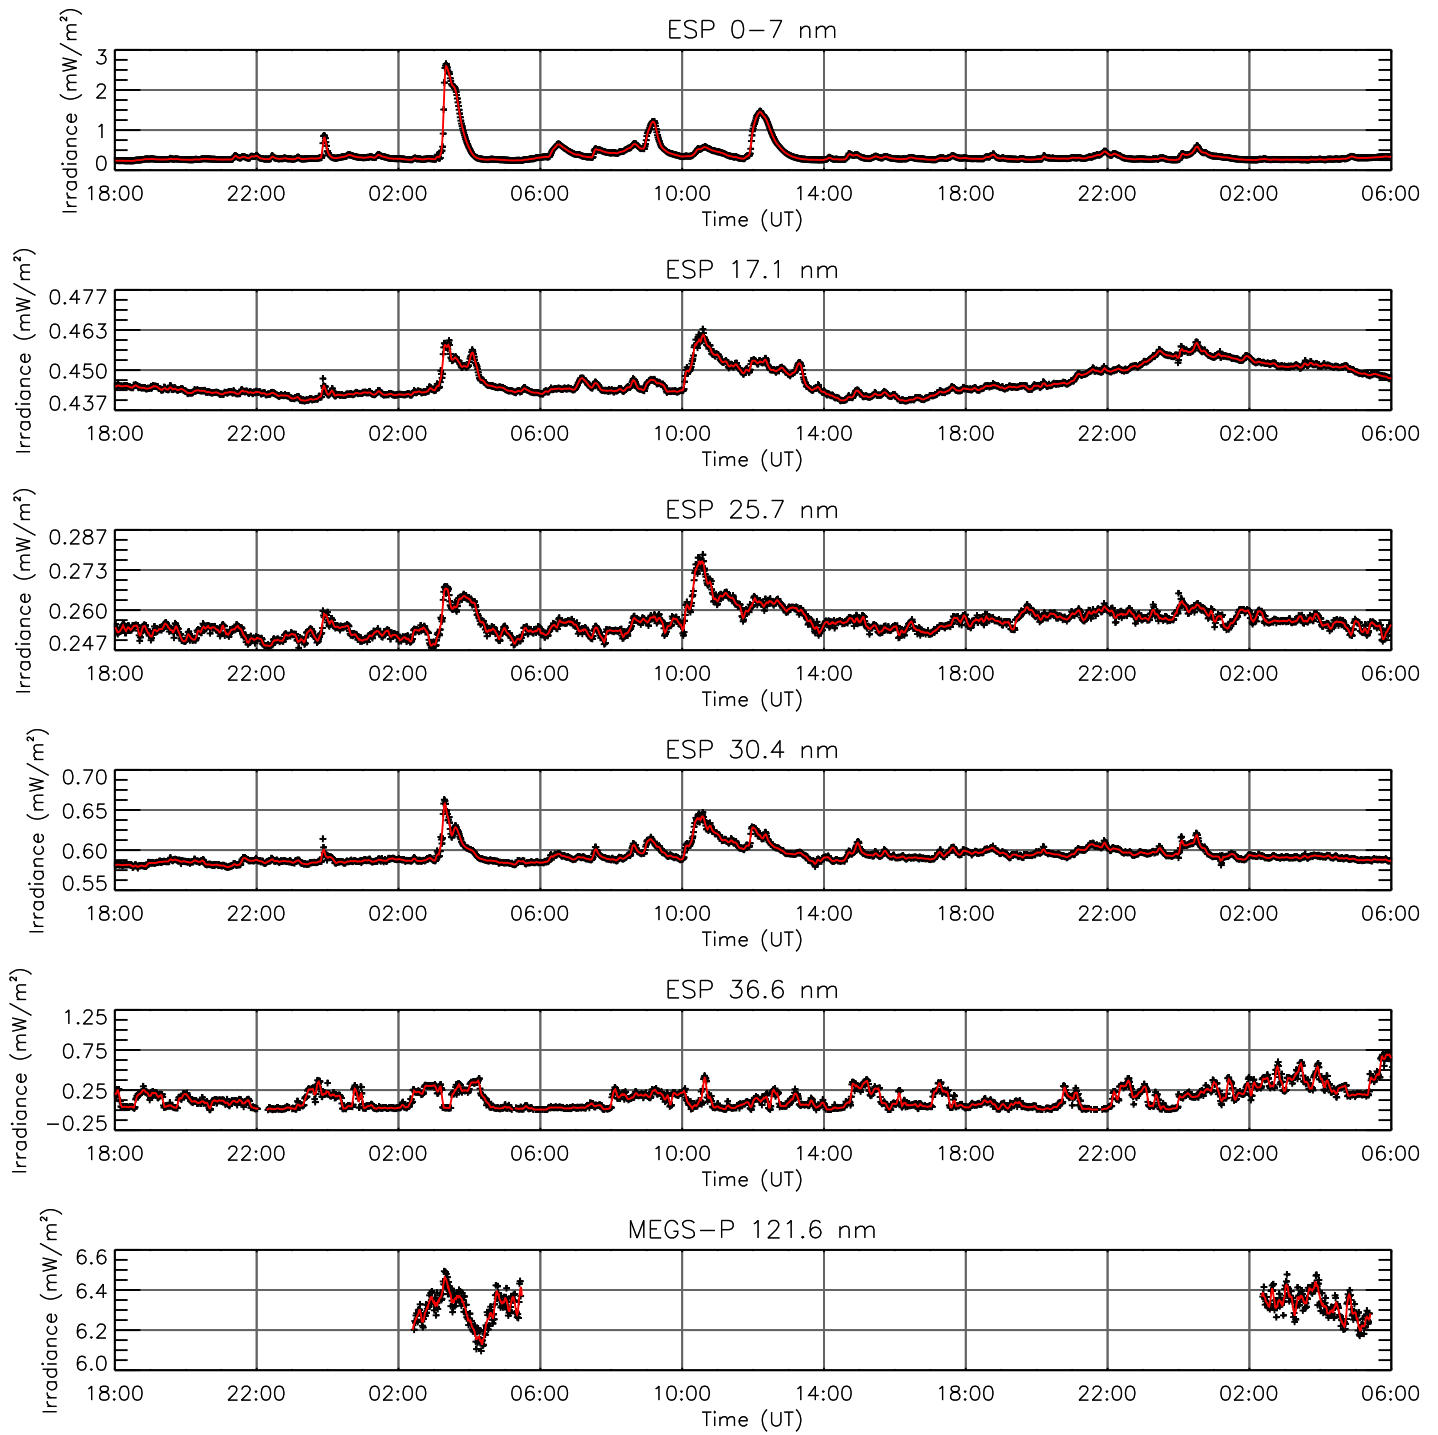 ESP 0-7 nm
Irradiance (mW/m²)
3
2
1
0
18:00 22:00 02:00 06:00 10:00 14:00 18:00 22:00 02:00 06:00
Time (UT)
ESP 17.1 nm
Irradiance (mW/m²)
0.477
0.463
0.450
0.437
18:00 22:00 02:00 06:00 10:00 14:00 18:00 22:00 02:00 06:00
Time (UT)
ESP 25.7 nm
Irradiance (mW/m²)
0.287
0.273
0.260
0.247
18:00 22:00 02:00 06:00 10:00 14:00 18:00 22:00 02:00 06:00
Time (UT)
ESP 30.4 nm
Irradiance (mW/m²)
0.70
0.65
0.60
0.55
18:00 22:00 02:00 06:00 10:00 14:00 18:00 22:00 02:00 06:00
Time (UT)
ESP 36.6 nm
Irradiance (mW/m²)
1.25
0.75
0.25
-0.25
18:00 22:00 02:00 06:00 10:00 14:00 18:00 22:00 02:00 06:00
Time (UT)
MEGS-P 121.6 nm
Irradiance (mW/m²)
6.6
6.4
6.2
6.0
18:00 22:00 02:00 06:00 10:00 14:00 18:00 22:00 02:00 06:00
Time (UT)